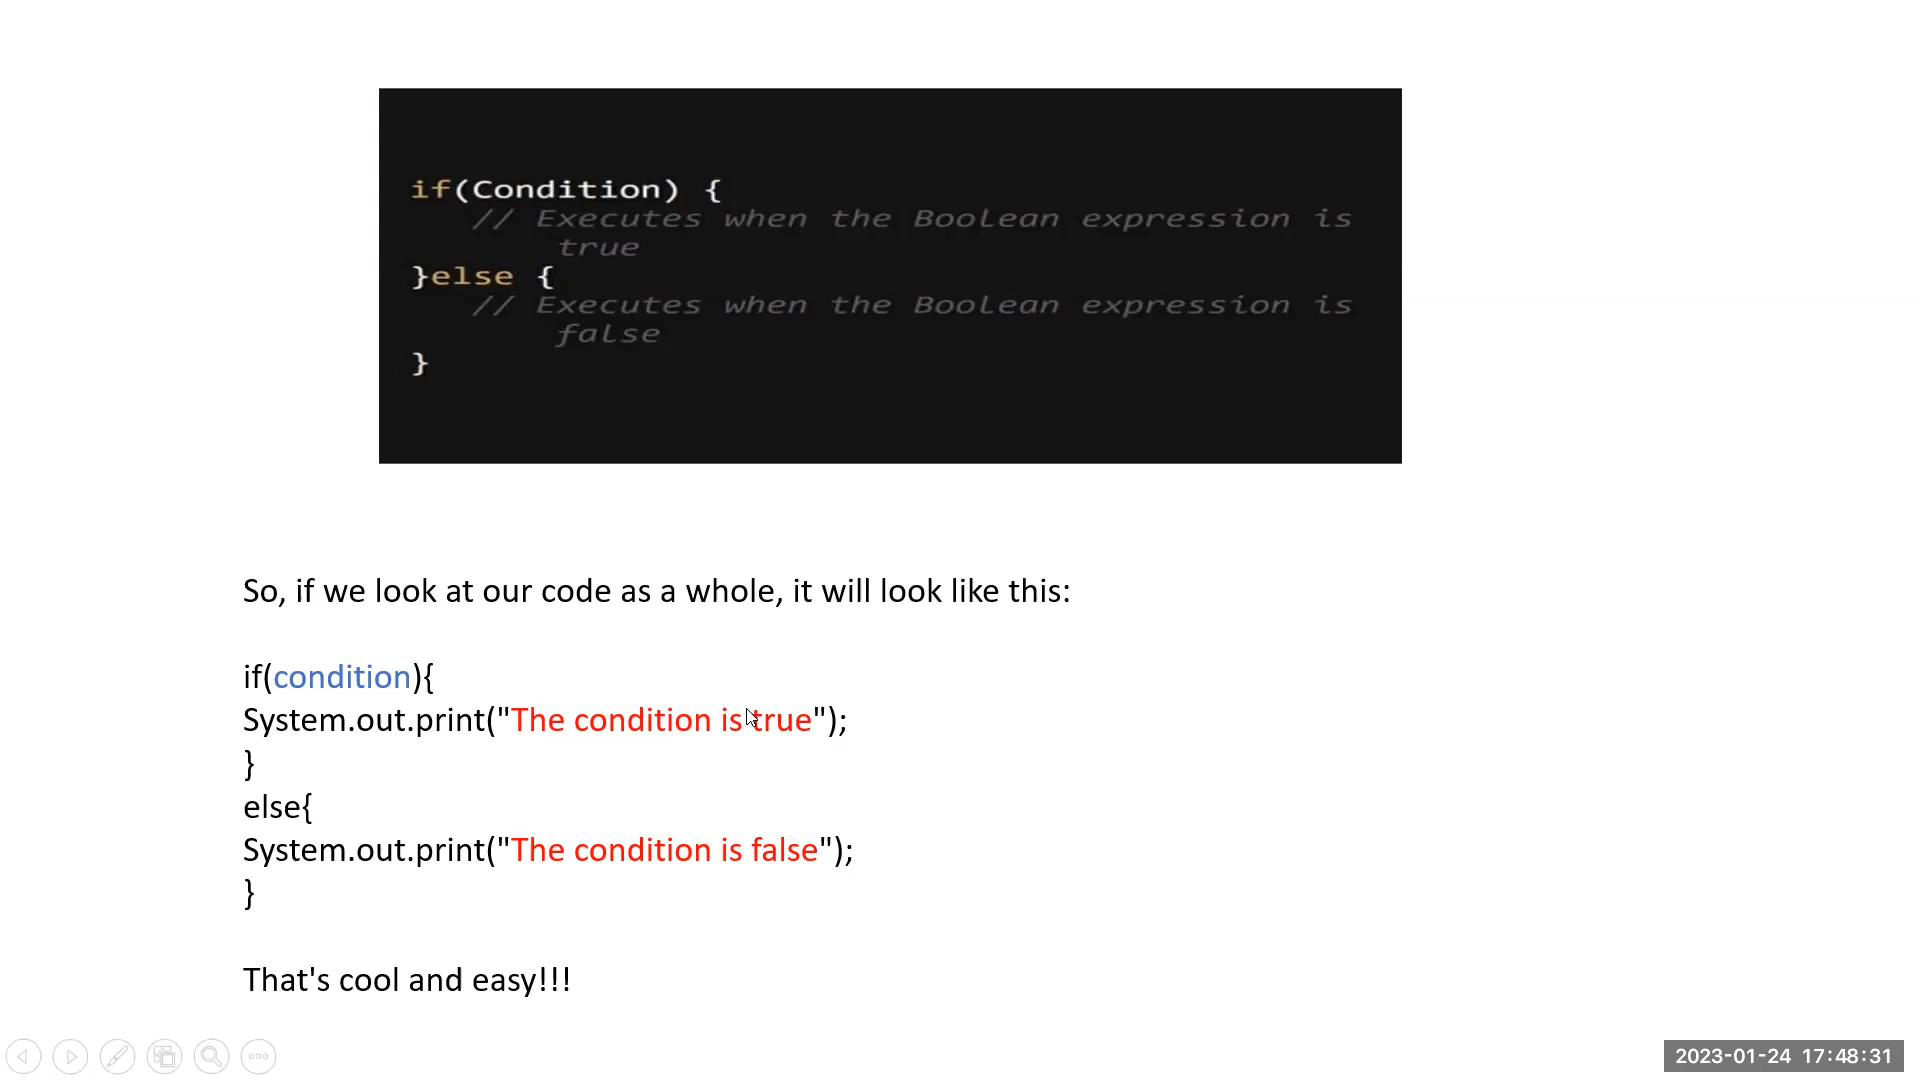 if(Condition) {
// Executes when the Boolean expression is
true
}else {
// Executes when the Boolean expression is
false
}
So, if we look at our code as a whole, it will look like this:
if(condition){
System.out.print("The condition is true");
}
else{
System.out.print("The condition is false");
}
That's cool and easy!!!
2023-01-24 17:48:31